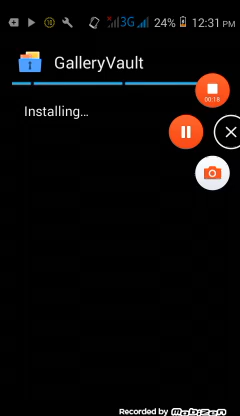 3G 24% 12:31 PM
GalleryVault
00:18
Installing...
Recorded by Mobizen